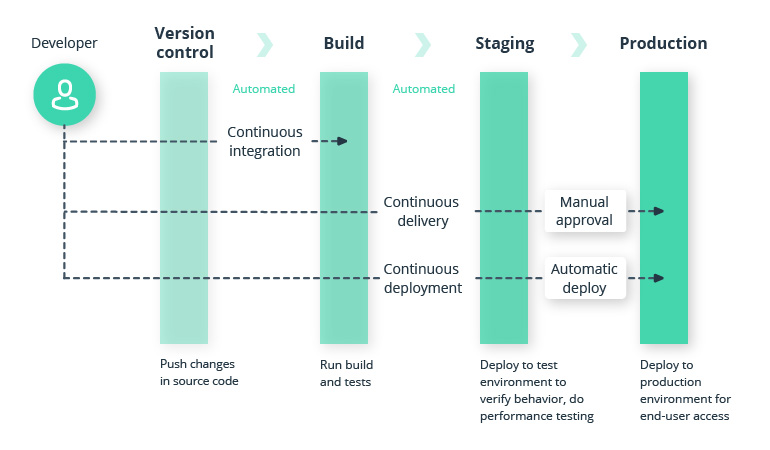 Developer
Version
control
Build
Staging
Production
Automated
Automated
Continuous
integration
Continuous
delivery
Manual
approval
Continuous
deployment
Automatic
deploy
Push changes
in source code
Run build
and tests
Deploy to test
environment to
verify behavior, do
performance testing
Deploy to
production
environment for
end-user access